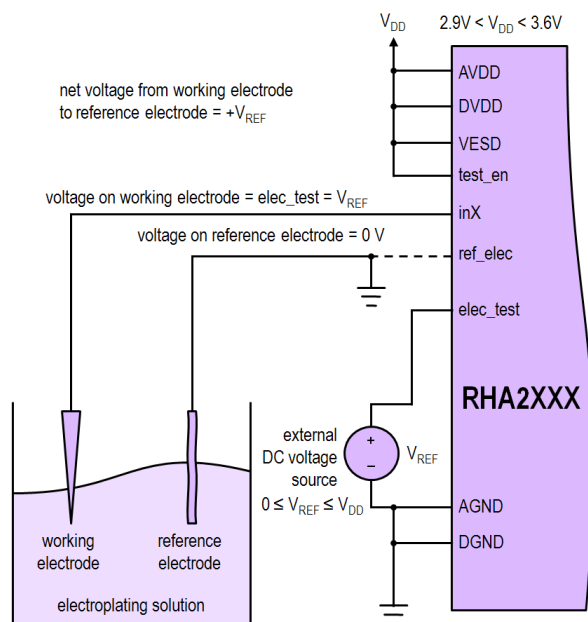 V_DD
2.9V < V_DD < 3.6V
net voltage from working electrode
to reference electrode = +V_REF
AVDD
DVDD
VESD
test_en
voltage on working electrode = elec_test = V_REF
inX
voltage on reference electrode = 0 V
ref_elec
elec_test
RHA2XXX
external
DC voltage
source
0 ≤ V_REF ≤ V_DD
+
–
V_REF
AGND
DGND
working
electrode
reference
electrode
electroplating solution